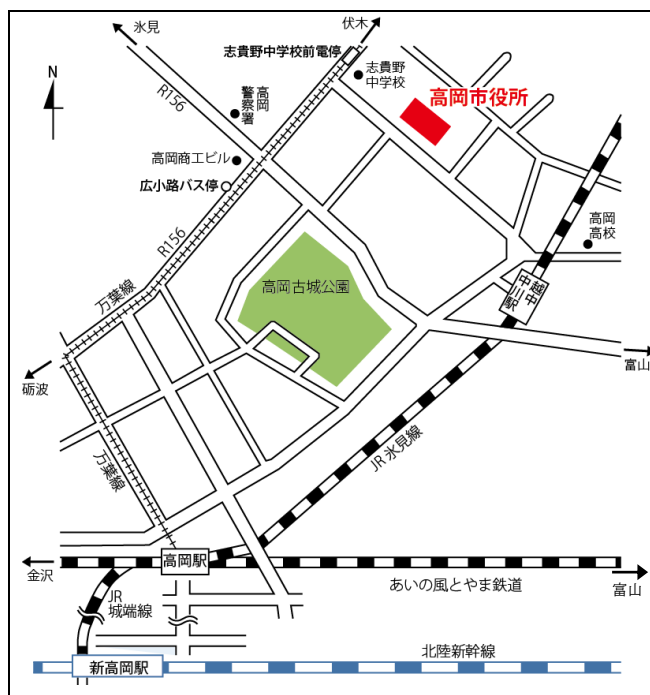 氷見
伏木
志貴野中学校前電停
N
志貴野
中学校
高岡市役所
R156
高岡
警察署
高岡商工ビル
広小路バス停
R156
高岡
高校
高岡古城公園
越中
中川駅
万葉線
富山
砺波
JR氷見線
万葉線
高岡駅
金沢
あいの風とやま鉄道
富山
JR
城端線
北陸新幹線
新高岡駅